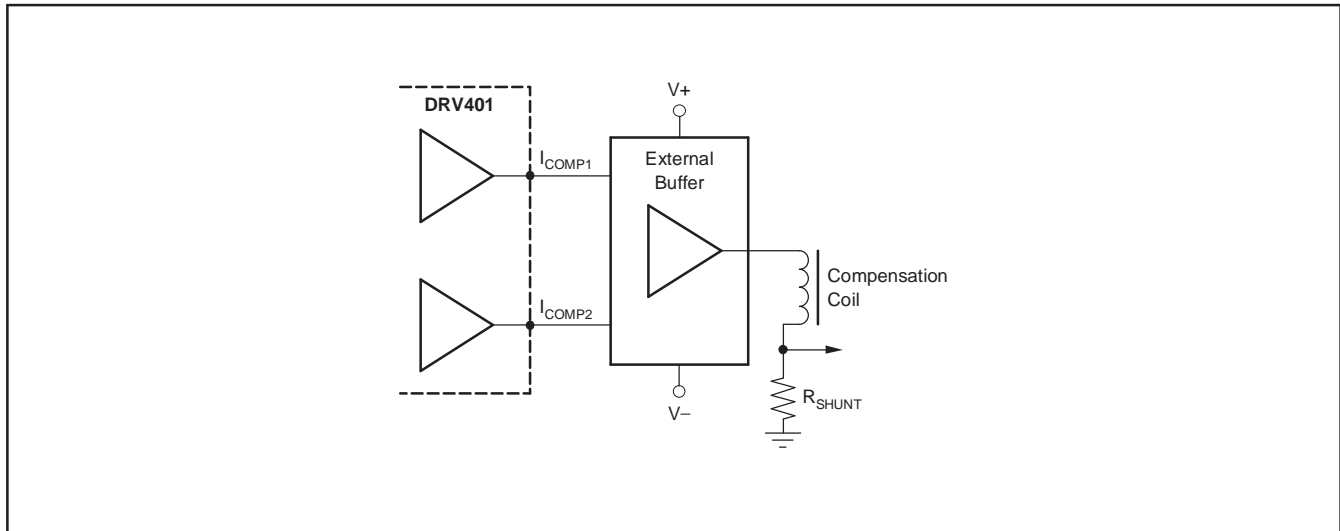 DRV401
I_COMP1
I_COMP2
V+
External
Buffer
V−
Compensation
Coil
R_SHUNT